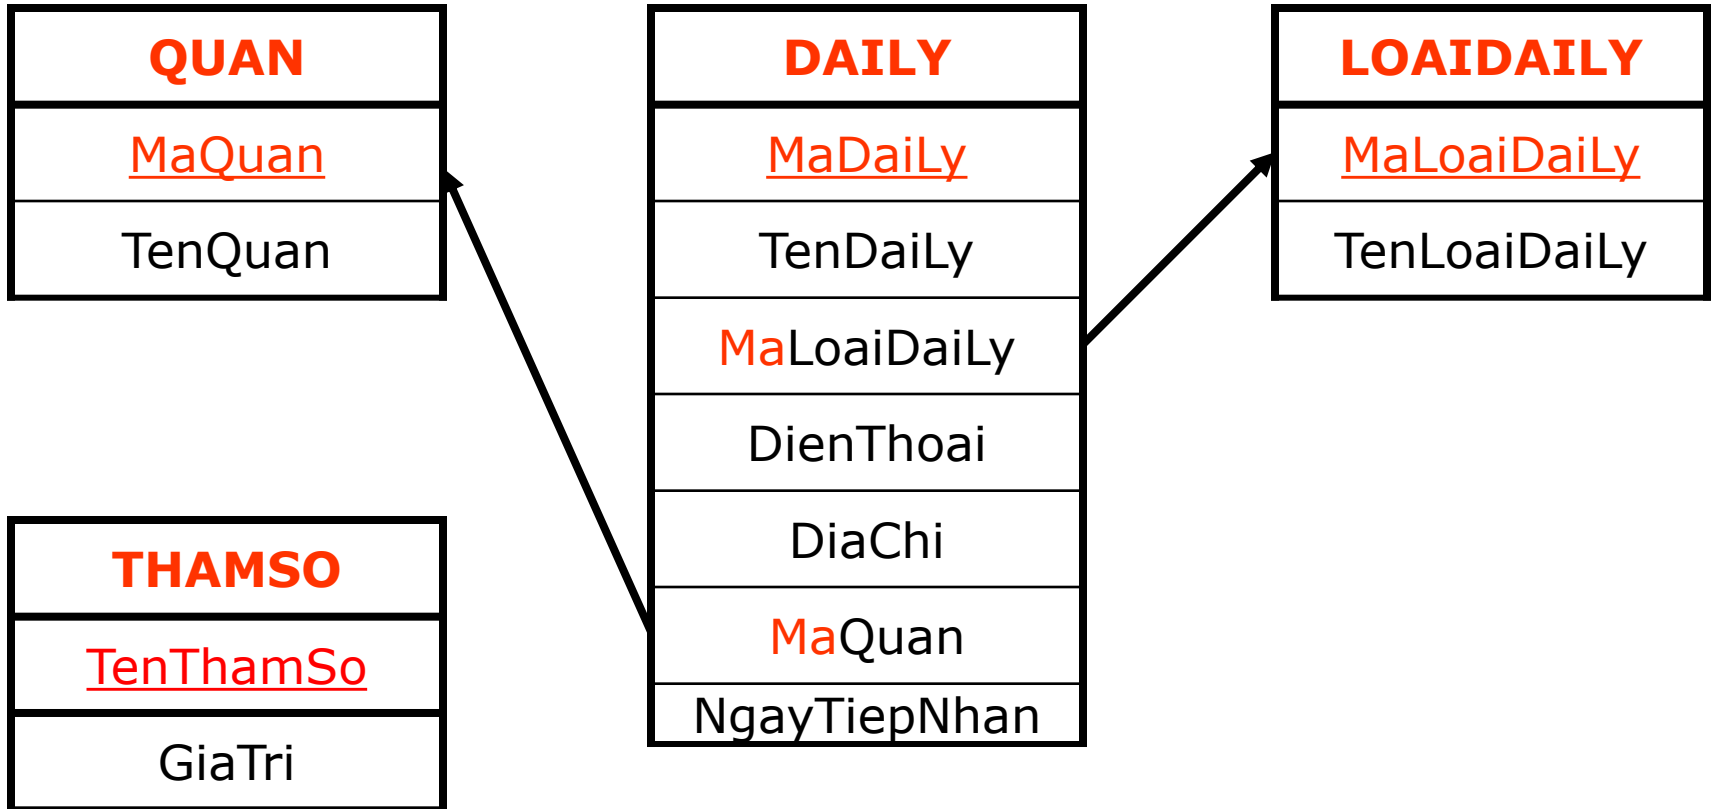 QUAN
MaQuan
TenQuan
DAILY
MaDaiLy
TenDaiLy
MaLoaiDaiLy
DienThoai
DiaChi
MaQuan
NgayTiepNhan
LOAIDAILY
MaLoaiDaiLy
TenLoaiDaiLy
THAMSO
TenThamSo
GiaTri